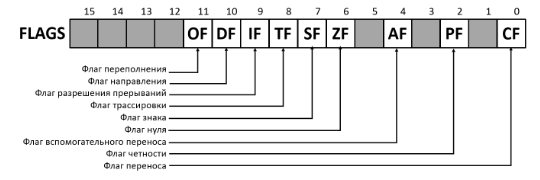 15 14 13 12 11 10 9 8 7 6 5 4 3 2 1 0
FLAGS OF DF IF TF SF ZF AF PF CF
Флаг переполнения
Флаг направления
Флаг разрешения прерываний
Флаг трассировки
Флаг знака
Флаг нуля
Флаг вспомогательного переноса
Флаг четности
Флаг переноса